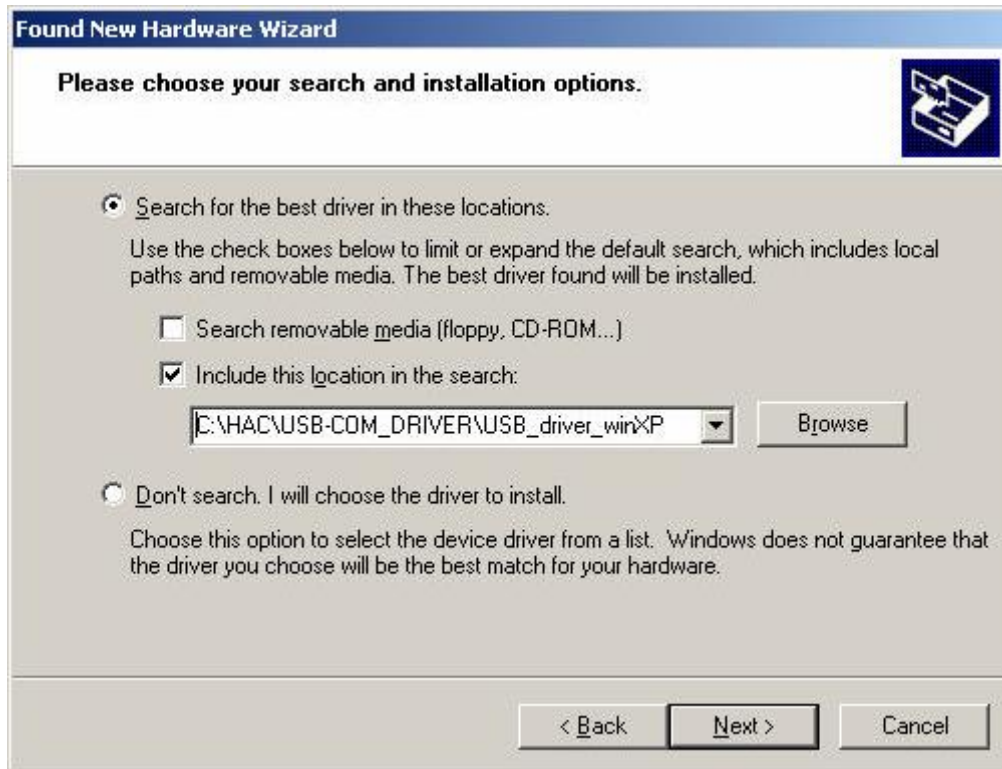 Found New Hardware Wizard
Please choose your search and installation options.
Search for the best driver in these locations.
Use the check boxes below to limit or expand the default search, which includes local
paths and removable media. The best driver found will be installed.
Search removable media (floppy, CD-ROM...)
Include this location in the search:
C:\HAC\USB-COM_DRIVER\USB_driver_winXP
Browse
Don't search. I will choose the driver to install.
Choose this option to select the device driver from a list. Windows does not guarantee that
the driver you choose will be the best match for your hardware.
< Back
Next >
Cancel